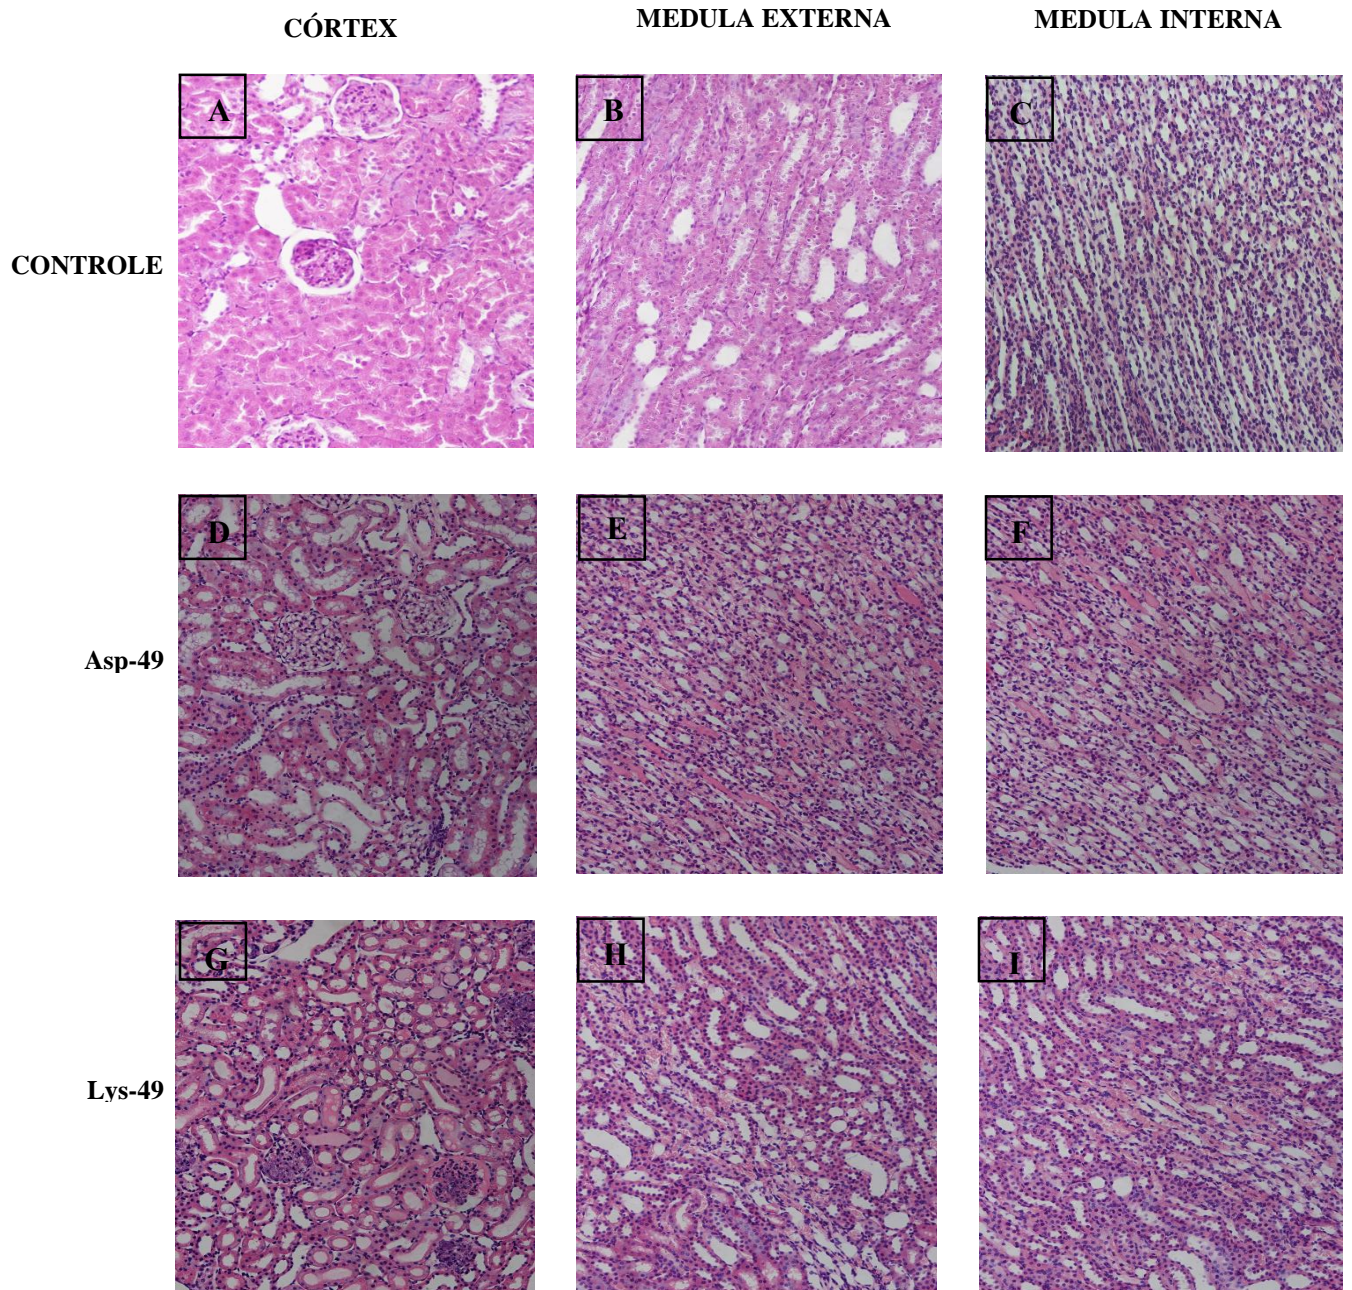 CÓRTEX
MEDULA EXTERNA
MEDULA INTERNA
CONTROLE
A
B
C
Asp-49
D
E
F
Lys-49
G
H
I